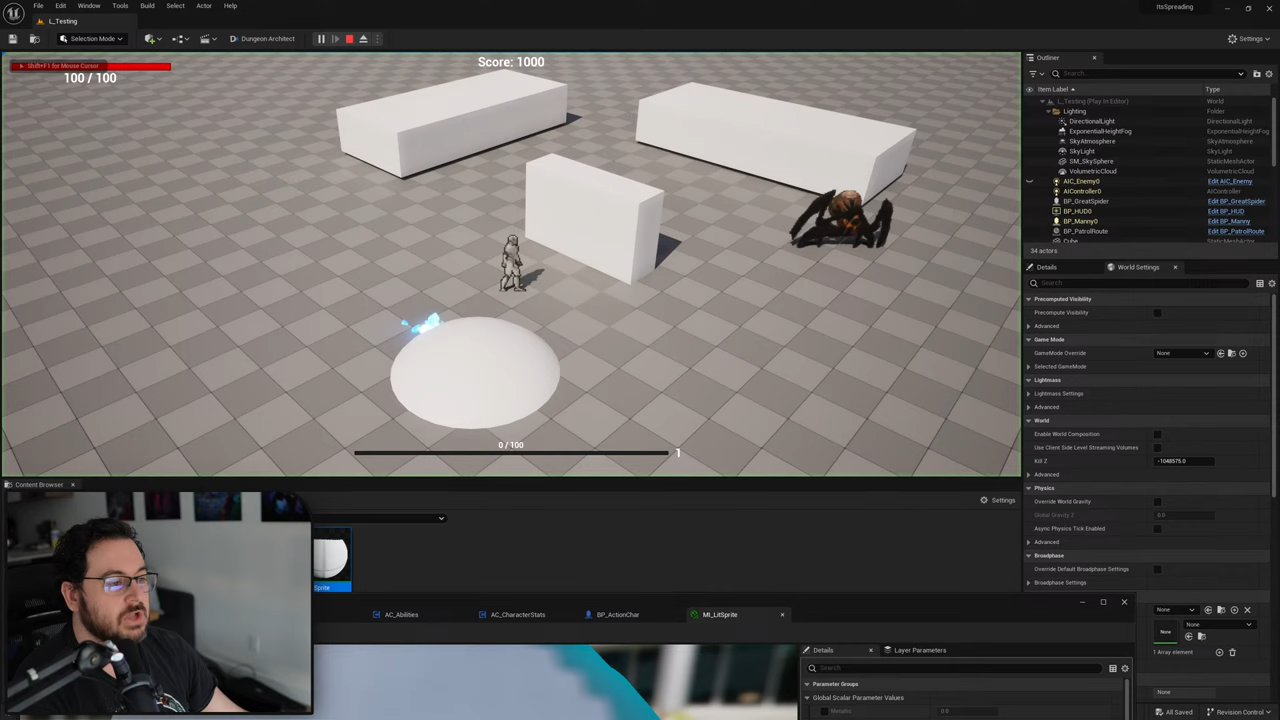 File Edit Window Tools Build Select Actor Help
ItsSpreading
L_Testing
Selection Mode
Dungeon Architect
Settings
Shift+F1 for Mouse Cursor
100 / 100
Score: 1000
0 / 100
1
Outliner
Search...
Item Label Type
L_Testing (Play In Editor) World
Lighting Folder
DirectionalLight DirectionalLight
ExponentialHeightFog ExponentialHeightFog
SkyAtmosphere SkyAtmosphere
SkyLight SkyLight
SM_SkySphere StaticMeshActor
VolumetricCloud VolumetricCloud
AIC_Enemy0 Edit AIC_Enemy
AIController0 AIController
BP_GreatSpider Edit BP_GreatSpider
BP_HUD0 Edit BP_HUD
BP_Manny0 Edit BP_Manny
BP_PatrolRoute Edit BP_PatrolRoute
Cube StaticMeshActor
34 actors
Details World Settings
Search
Precomputed Visibility
Precompute Visibility
Advanced
Game Mode
GameMode Override None
Selected GameMode
Lightmass
Lightmass Settings
Advanced
World
Enable World Composition
Use Client Side Level Streaming Volumes
Kill Z -1048575.0
Advanced
Physics
Override World Gravity
Global Gravity Z 0.0
Async Physics Tick Enabled
Advanced
Broadphase
Override Default Broadphase Settings
Broadphase Settings
None
None None
1 Array element
None
All Saved Revision Control
Content Browser
Settings
Sprite
AC_Abilities AC_CharacterStats BP_ActionChar MI_LitSprite
Details Layer Parameters
Search
Parameter Groups
Global Scalar Parameter Values
Metallic 0.0